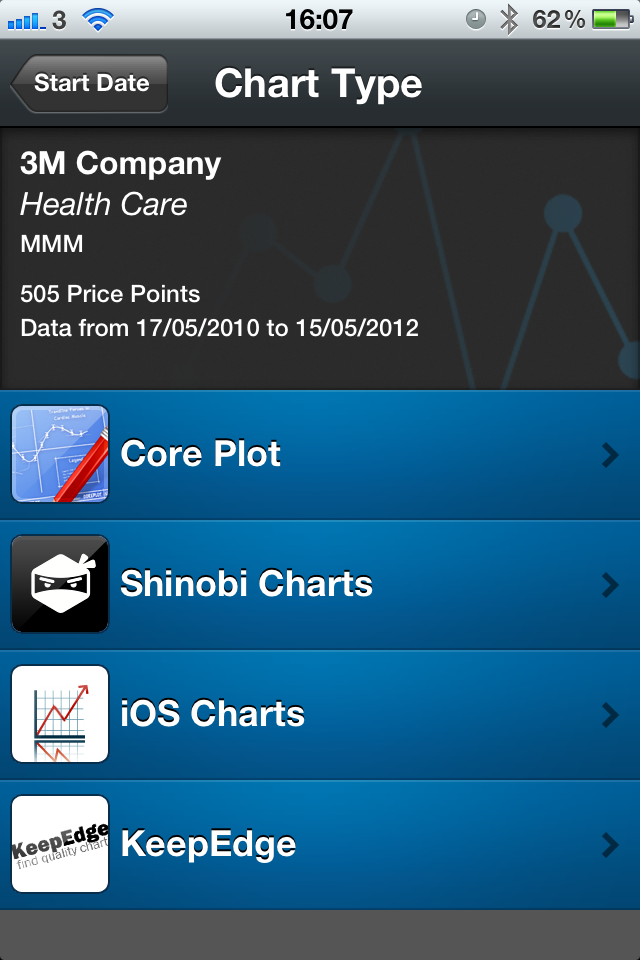 3 16:07 62%
Start Date Chart Type
3M Company
Health Care
MMM
505 Price Points
Data from 17/05/2010 to 15/05/2012
Core Plot
Shinobi Charts
iOS Charts
KeepEdge
find quality chart
KeepEdge